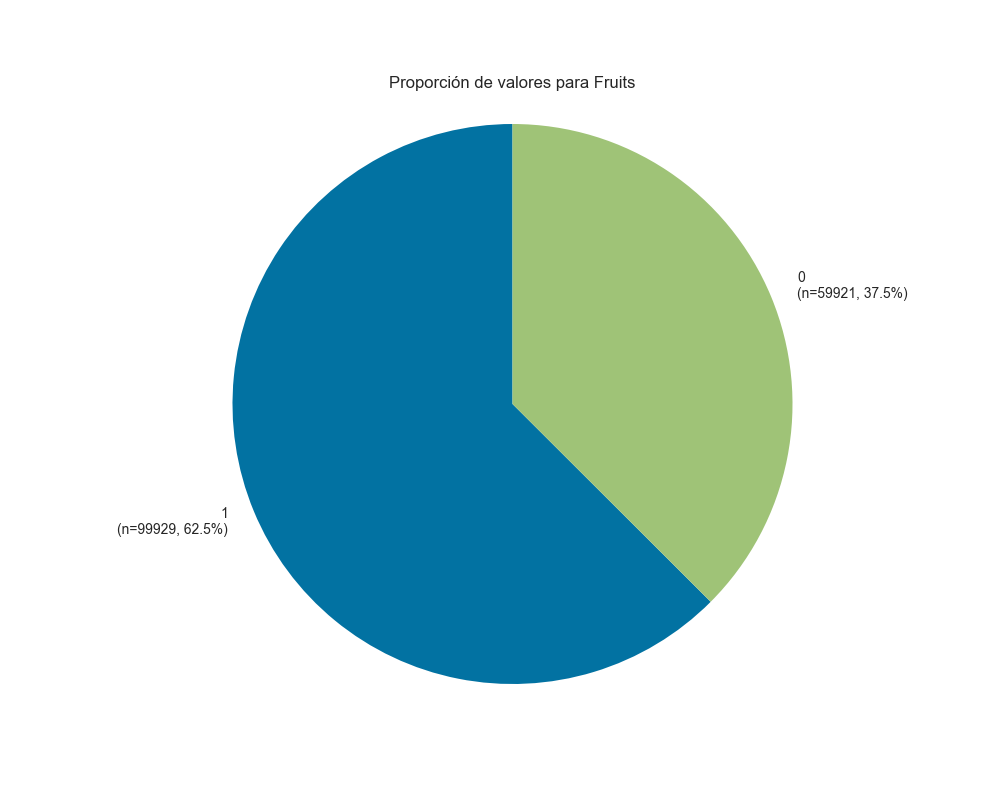 Proporción de valores para Fruits
0
(n=59921, 37.5%)
1
(n=99929, 62.5%)